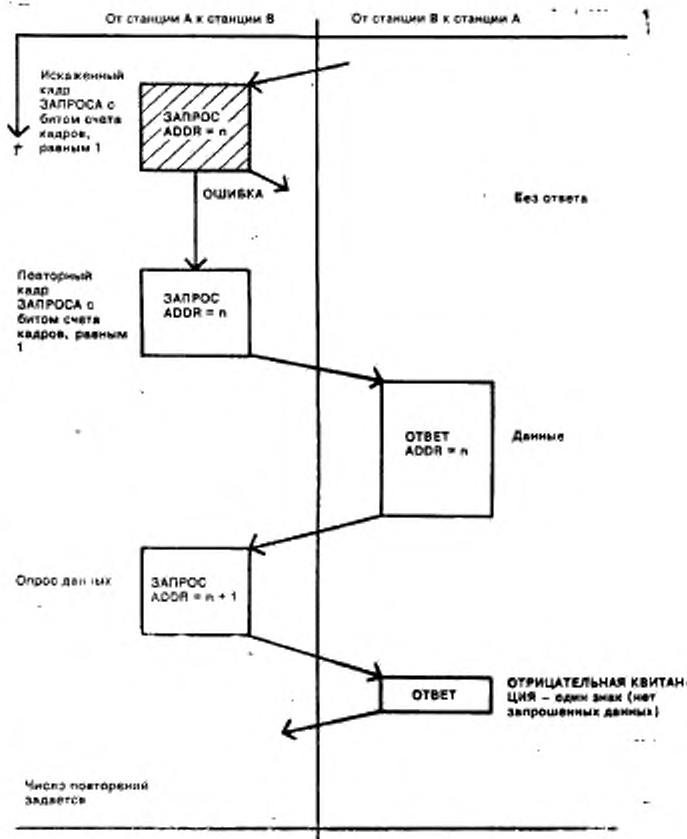 От станции А к станции В
От станции В к станции А
Искаженный
кадр
ЗАПРОСА с
битом счета
кадров,
равным 1
t
ЗАПРОС
ADDR = n
ОШИБКА
Без ответа
Повторный
кадр
ЗАПРОСА с
битом счета
кадров, равным
1
ЗАПРОС
ADDR = n
ОТВЕТ
ADDR = n
Данные
Опрос данных
ЗАПРОС
ADDR = n + 1
ОТВЕТ
ОТРИЦАТЕЛЬНАЯ КВИТАН-
ЦИЯ – один знак (нет
запрошенных данных)
Число повторений
задается